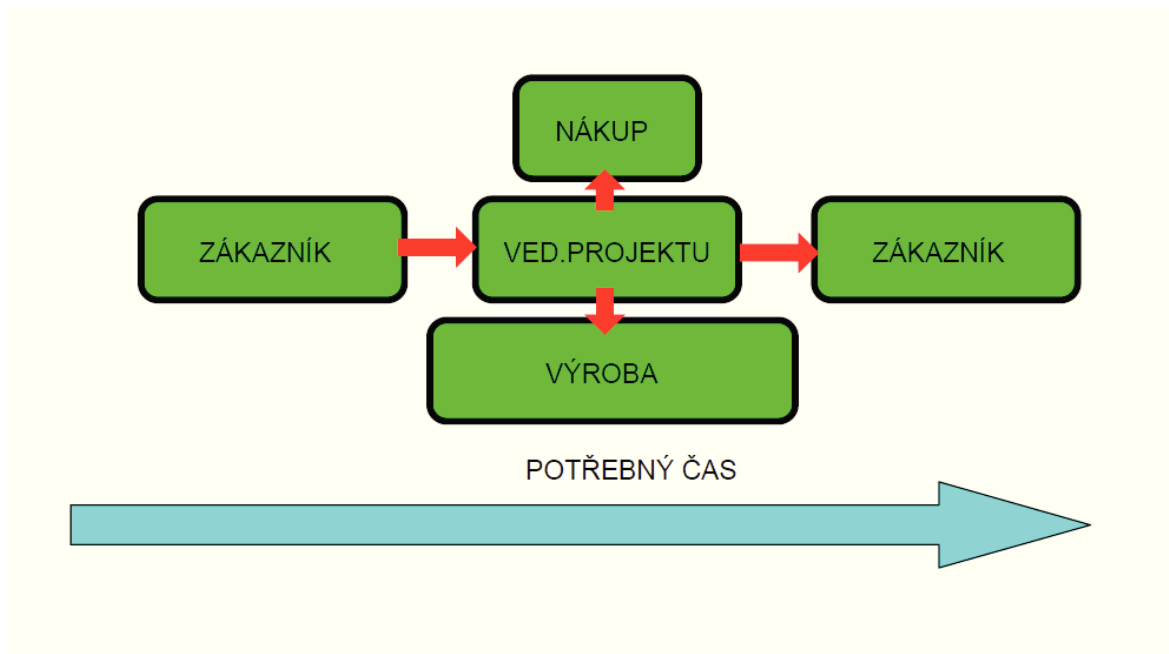 NÁKUP
ZÁKAZNÍK
VED.PROJEKTU
ZÁKAZNÍK
VÝROBA
POTŘEBNÝ ČAS